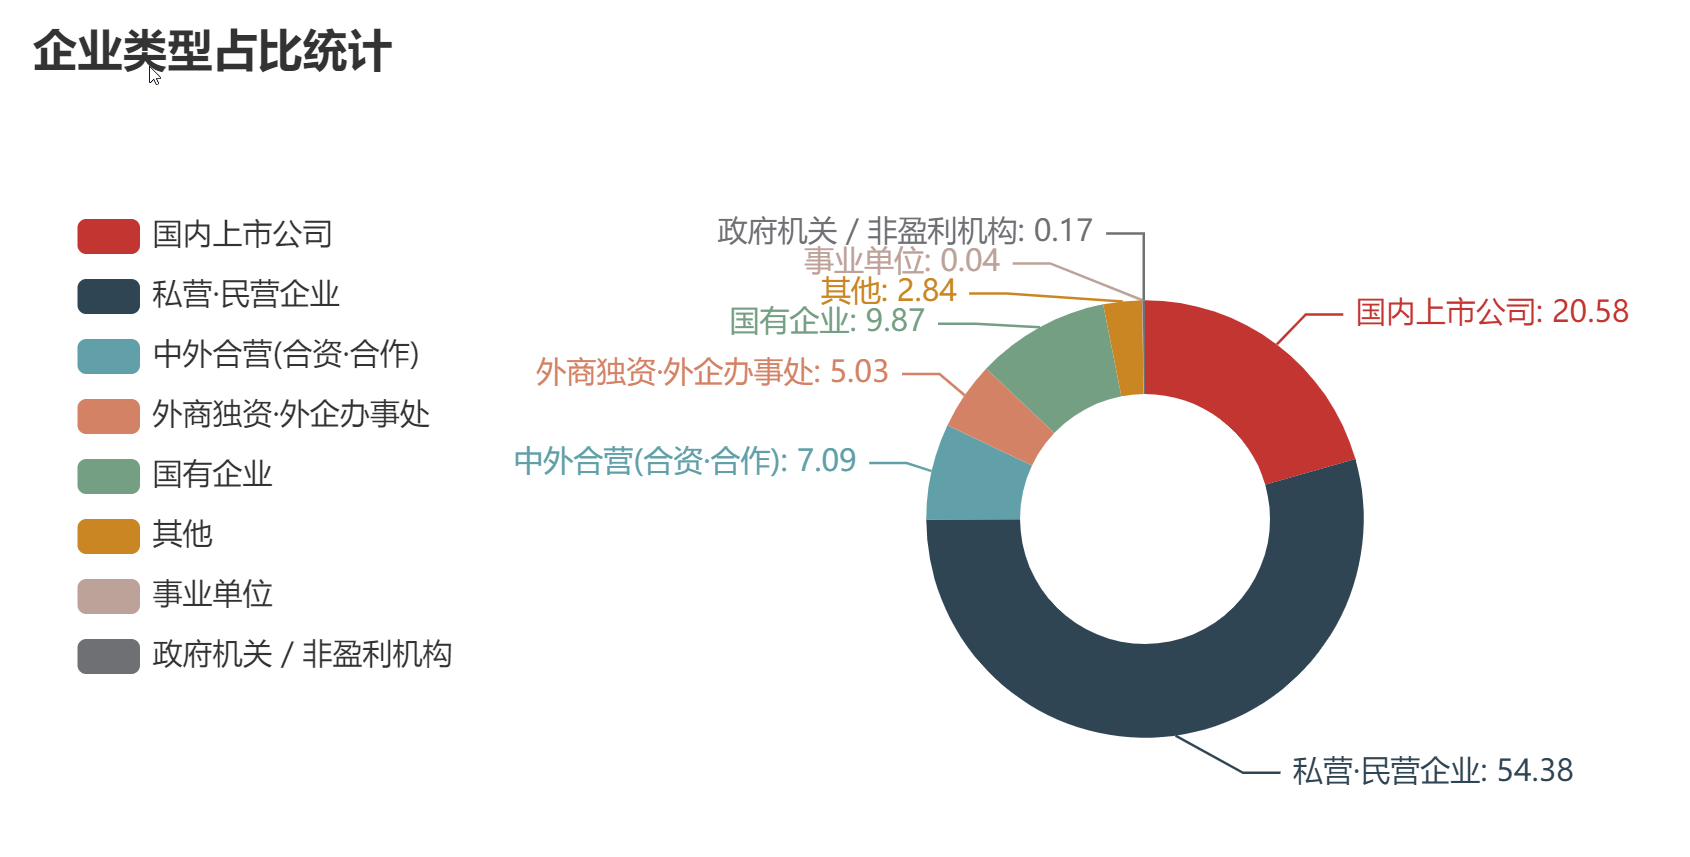 企业类型占比统计
国内上市公司
私营·民营企业
中外合营(合资·合作)
外商独资·外企办事处
国有企业
其他
事业单位
政府机关 / 非盈利机构
政府机关 / 非盈利机构: 0.17
事业单位: 0.04
其他: 2.84
国有企业: 9.87
外商独资·外企办事处: 5.03
中外合营(合资·合作): 7.09
国内上市公司: 20.58
私营·民营企业: 54.38